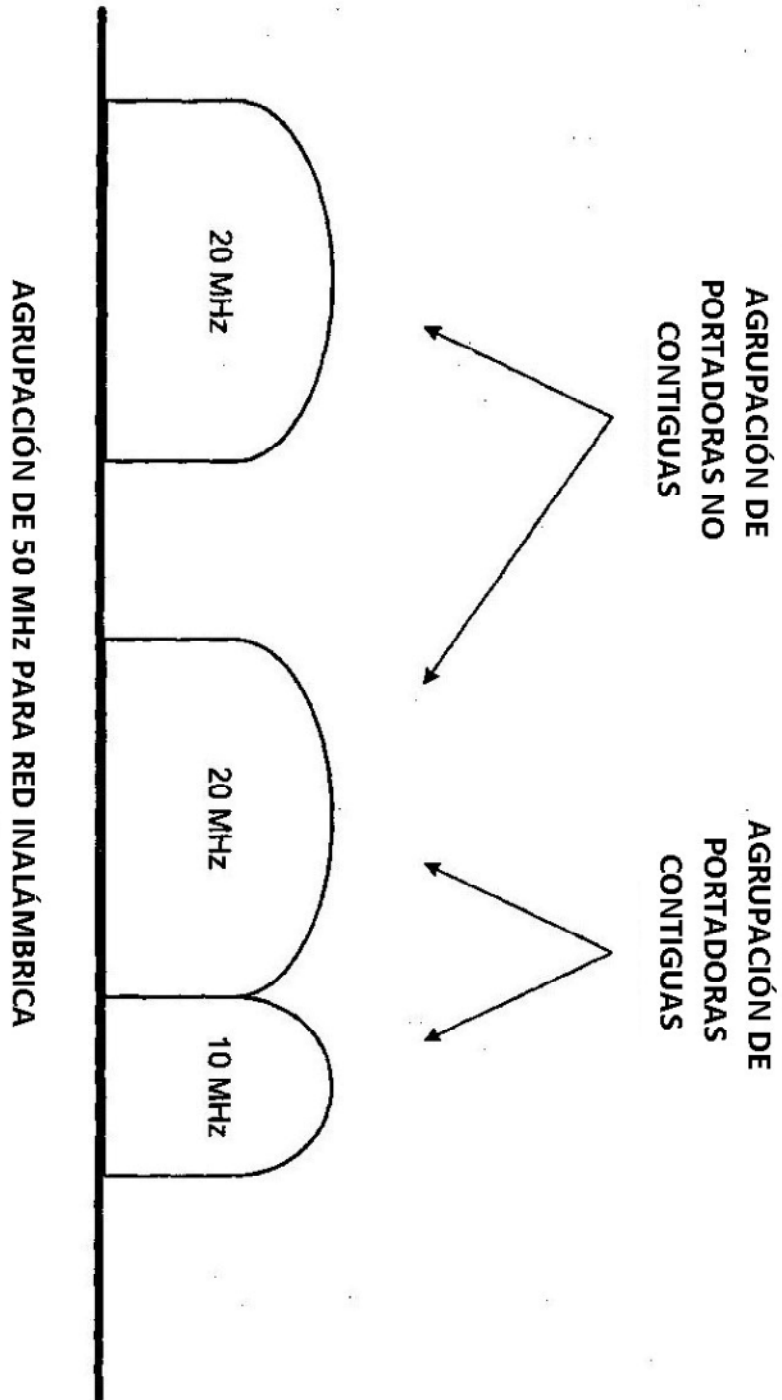 AGRUPACIÓN DE
PORTADORAS NO
CONTIGUAS
AGRUPACIÓN DE
PORTADORAS
CONTIGUAS
20 MHz
20 MHz
10 MHz
AGRUPACIÓN DE 50 MHz PARA RED INALÁMBRICA